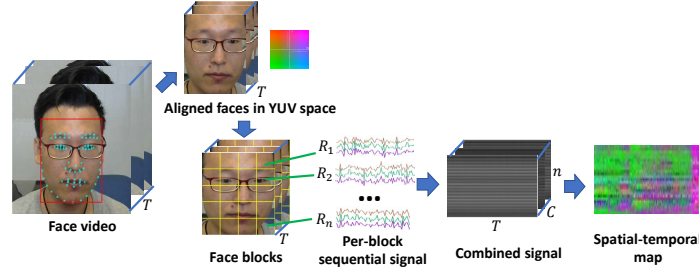 T
Aligned faces in YUV space
T
Face video
R1
R2
•••
Rn
T
Face blocks
Per-block
sequential signal
n
C
T
Combined signal
Spatial-temporal
map